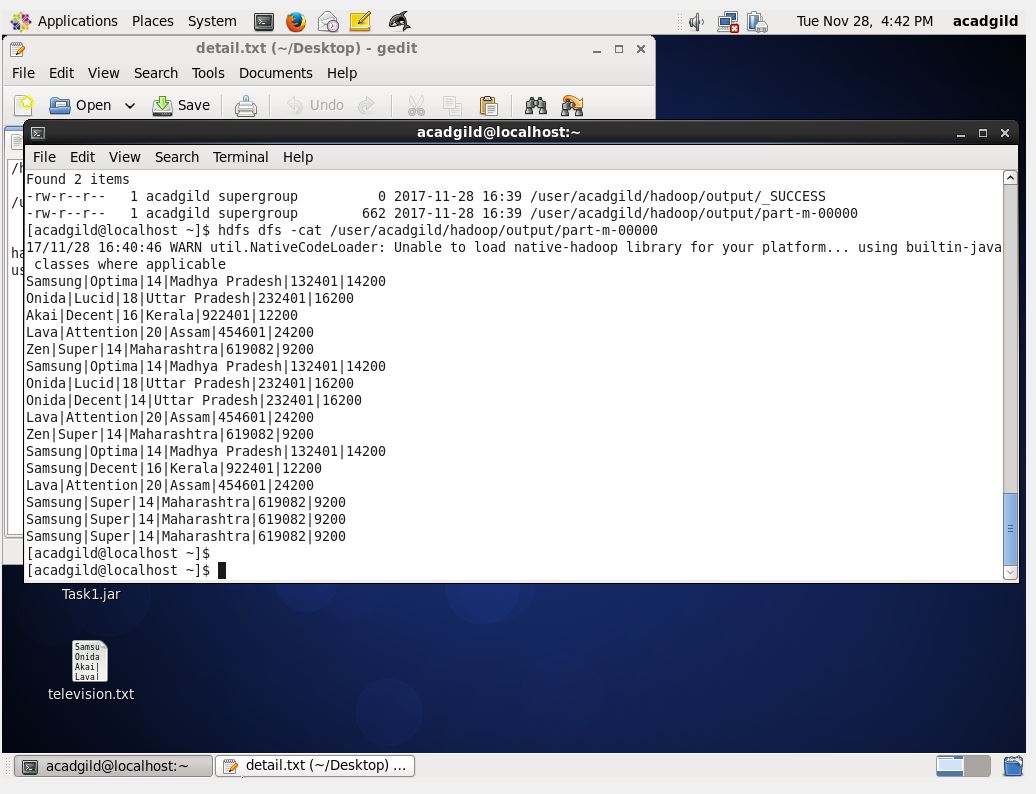 Applications Places System
Tue Nov 28, 4:42 PM acadgild
detail.txt (~/Desktop) - gedit
File Edit View Search Tools Documents Help
Open Save Undo
acadgild@localhost:~
File Edit View Search Terminal Help
Found 2 items
-rw-r--r--   1 acadgild supergroup          0 2017-11-28 16:39 /user/acadgild/hadoop/output/_SUCCESS
-rw-r--r--   1 acadgild supergroup        662 2017-11-28 16:39 /user/acadgild/hadoop/output/part-m-00000
[acadgild@localhost ~]$ hdfs dfs -cat /user/acadgild/hadoop/output/part-m-00000
17/11/28 16:40:46 WARN util.NativeCodeLoader: Unable to load native-hadoop library for your platform... using builtin-java
 classes where applicable
Samsung|Optima|14|Madhya Pradesh|132401|14200
Onida|Lucid|18|Uttar Pradesh|232401|16200
Akai|Decent|16|Kerala|922401|12200
Lava|Attention|20|Assam|454601|24200
Zen|Super|14|Maharashtra|619082|9200
Samsung|Optima|14|Madhya Pradesh|132401|14200
Onida|Lucid|18|Uttar Pradesh|232401|16200
Onida|Decent|14|Uttar Pradesh|232401|16200
Lava|Attention|20|Assam|454601|24200
Zen|Super|14|Maharashtra|619082|9200
Samsung|Optima|14|Madhya Pradesh|132401|14200
Samsung|Decent|16|Kerala|922401|12200
Lava|Attention|20|Assam|454601|24200
Samsung|Super|14|Maharashtra|619082|9200
Samsung|Super|14|Maharashtra|619082|9200
Samsung|Super|14|Maharashtra|619082|9200
[acadgild@localhost ~]$
[acadgild@localhost ~]$
Task1.jar
Samsu
Onida
Akai|
Lava|
television.txt
acadgild@localhost:~
detail.txt (~/Desktop) ...